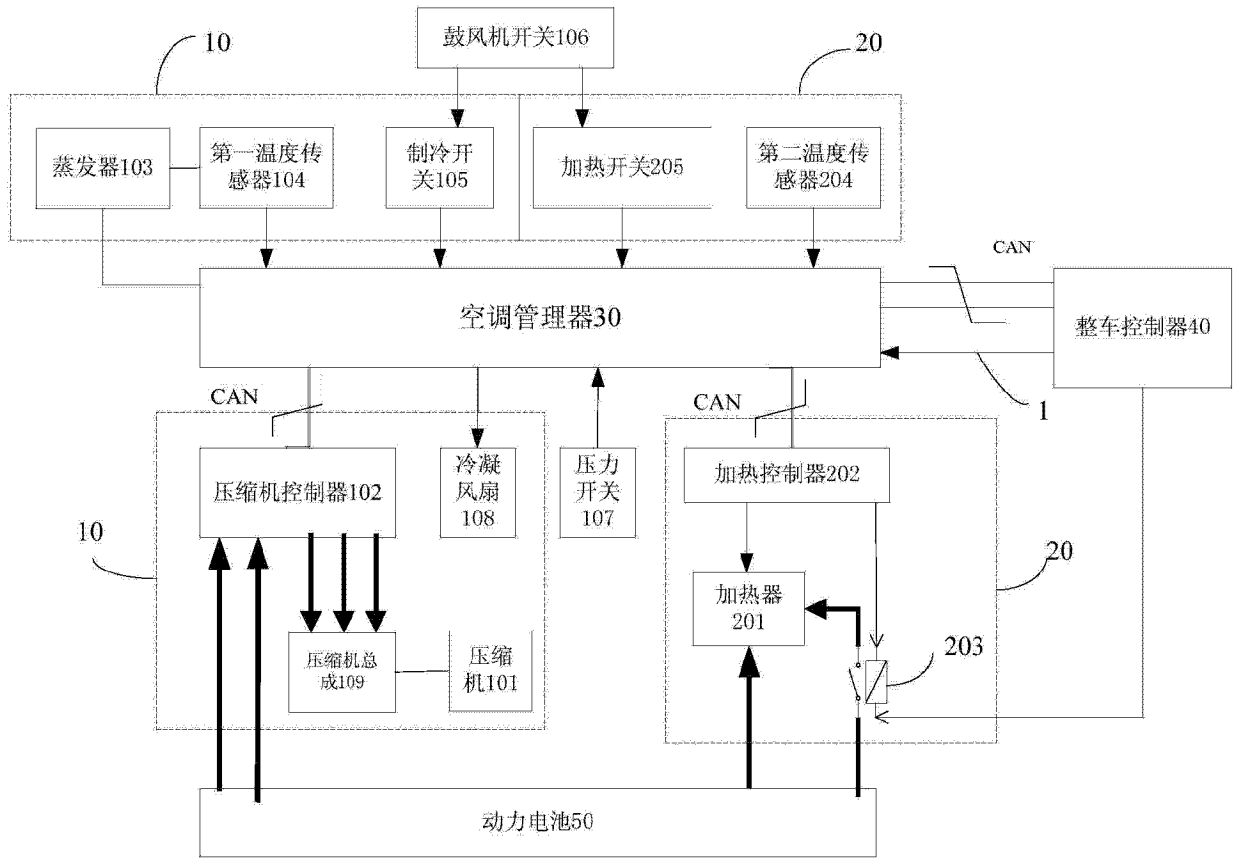 10
鼓风机开关106
20
蒸发器103
第一温度传
感器104
制冷开
关105
加热开关205
第二温度传
感器204
CAN
空调管理器30
整车控制器40
CAN
CAN
1
压缩机控制器102
冷凝
风扇
108
压力
开关
107
加热控制器202
10
20
加热器
201
压缩机总
成109
压缩
机101
203
动力电池50